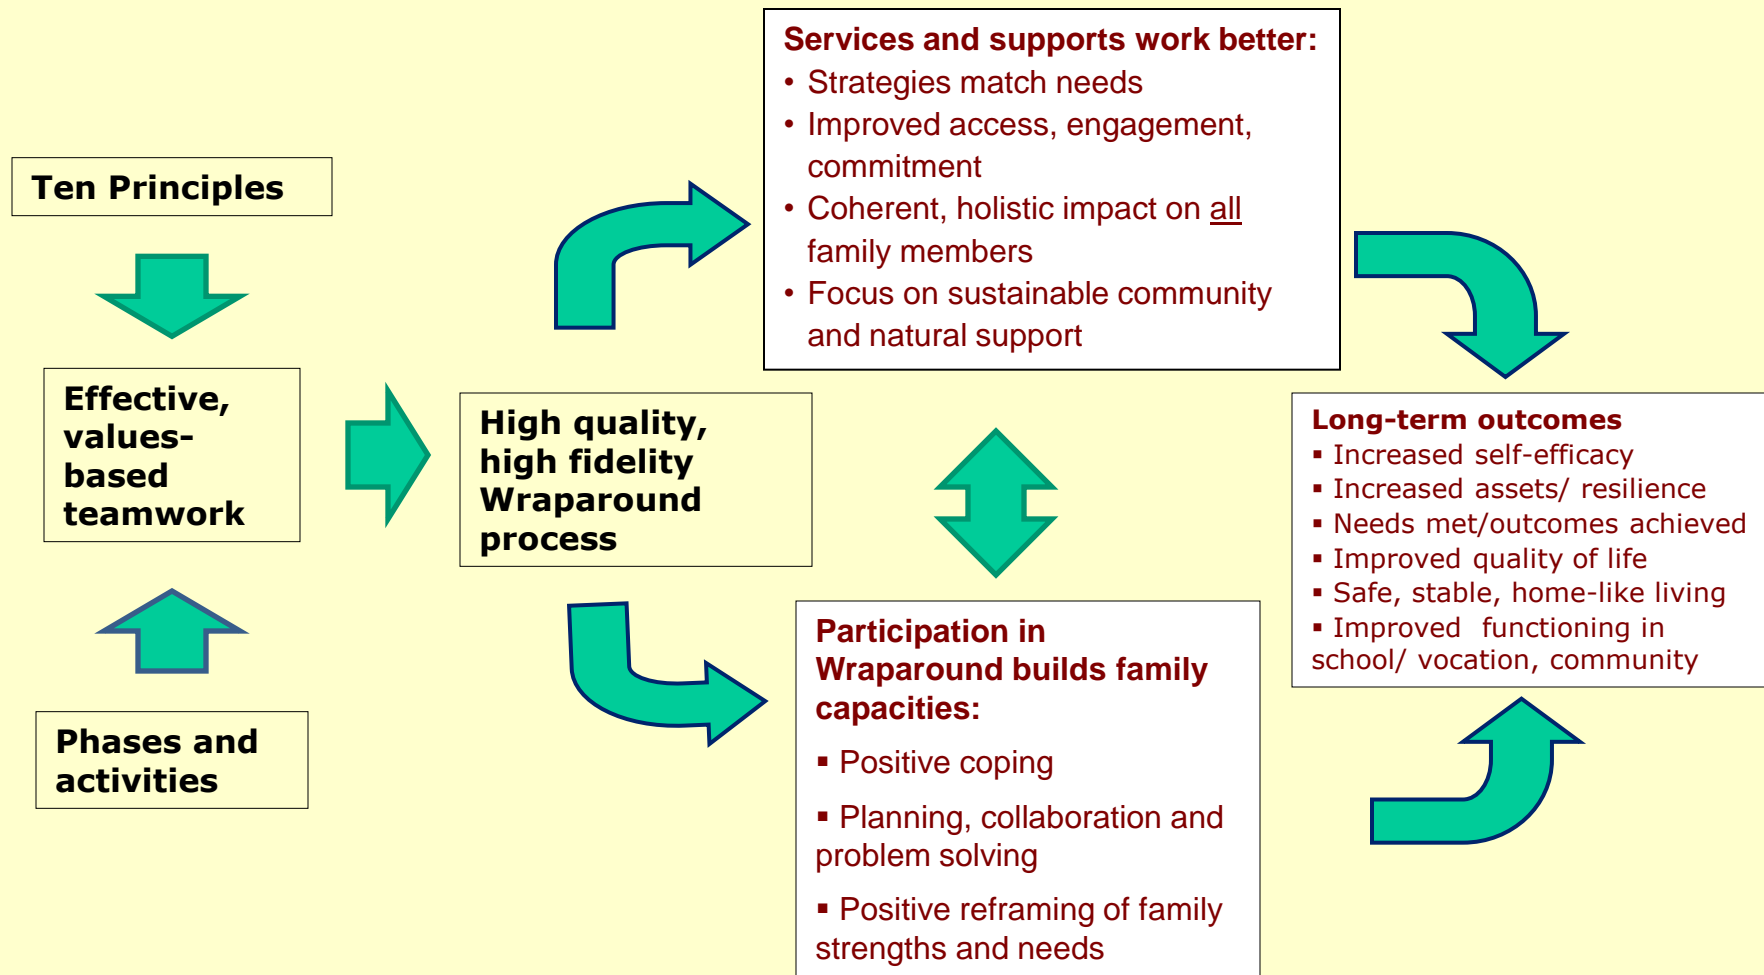 Ten Principles
Effective,
values-
based
teamwork
Phases and
activities
High quality,
high fidelity
Wraparound
process
Services and supports work better:
• Strategies match needs
• Improved access, engagement,
commitment
• Coherent, holistic impact on all
family members
• Focus on sustainable community
and natural support
Participation in
Wraparound builds family
capacities:
▪ Positive coping
▪ Planning, collaboration and
problem solving
▪ Positive reframing of family
strengths and needs
Long-term outcomes
▪ Increased self-efficacy
▪ Increased assets/ resilience
▪ Needs met/outcomes achieved
▪ Improved quality of life
▪ Safe, stable, home-like living
▪ Improved  functioning in
school/ vocation, community